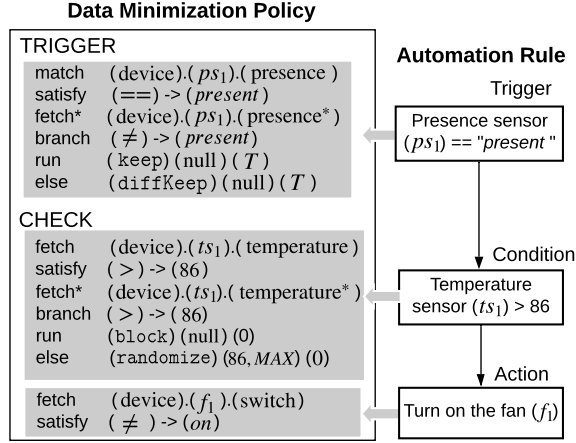 Data Minimization Policy
TRIGGER
match (device).(ps₁).(presence)
satisfy (==) -> (present)
fetch* (device).(ps₁).(presence*)
branch (≠) -> (present)
run (keep)(null)(T)
else (diffKeep)(null)(T)
CHECK
fetch (device).(ts₁).(temperature)
satisfy (>) -> (86)
fetch* (device).(ts₁).(temperature*)
branch (>) -> (86)
run (block)(null)(0)
else (randomize)(86, MAX)(0)
fetch (device).(f₁).(switch)
satisfy (≠) -> (on)
Automation Rule
Trigger
Presence sensor
(ps₁) == "present "
Condition
Temperature
sensor (ts₁) > 86
Action
Turn on the fan (f₁)